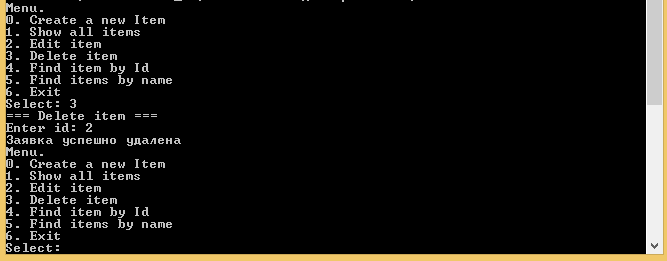 Menu.
0. Create a new Item
1. Show all items
2. Edit item
3. Delete item
4. Find item by Id
5. Find items by name
6. Exit
Select: 3
=== Delete item ===
Enter id: 2
Заявка успешно удалена
Menu.
0. Create a new Item
1. Show all items
2. Edit item
3. Delete item
4. Find item by Id
5. Find items by name
6. Exit
Select: